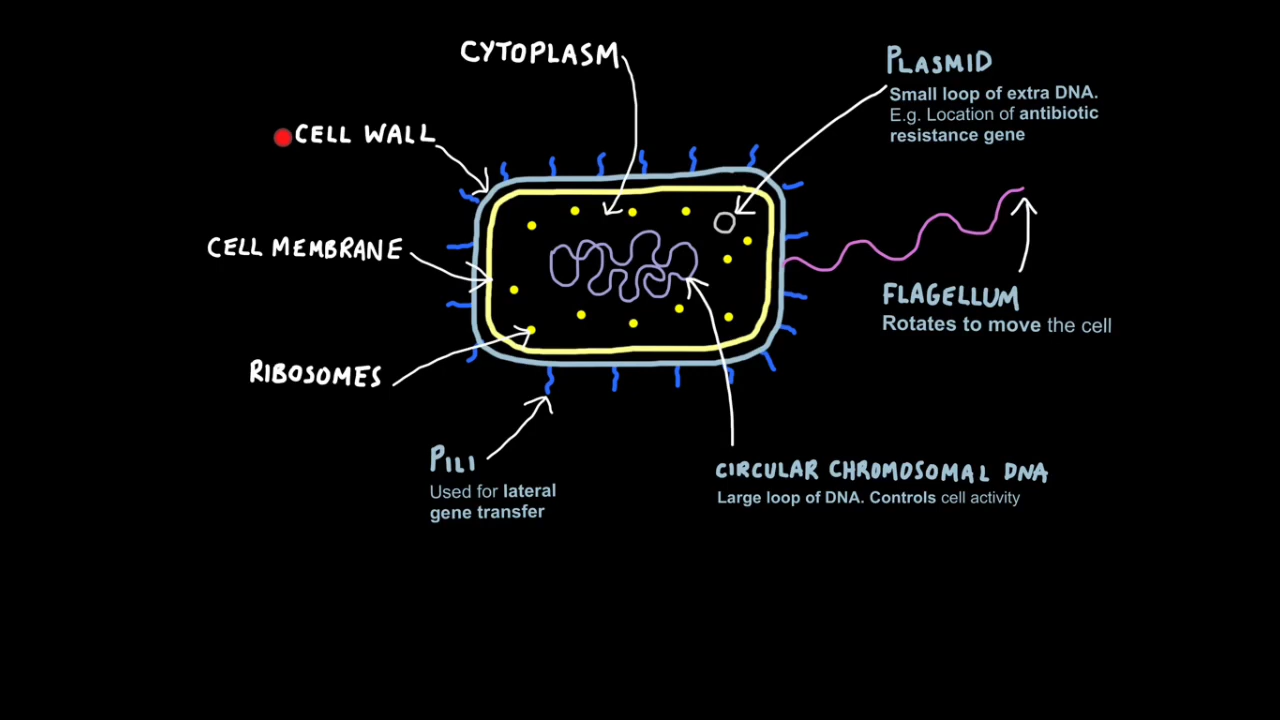 CYTOPLASM
PLASMID
Small loop of extra DNA.
E.g. Location of antibiotic
resistance gene
CELL WALL
CELL MEMBRANE
FLAGELLUM
Rotates to move the cell
RIBOSOMES
PILI
Used for lateral
gene transfer
CIRCULAR CHROMOSOMAL DNA
Large loop of DNA. Controls cell activity